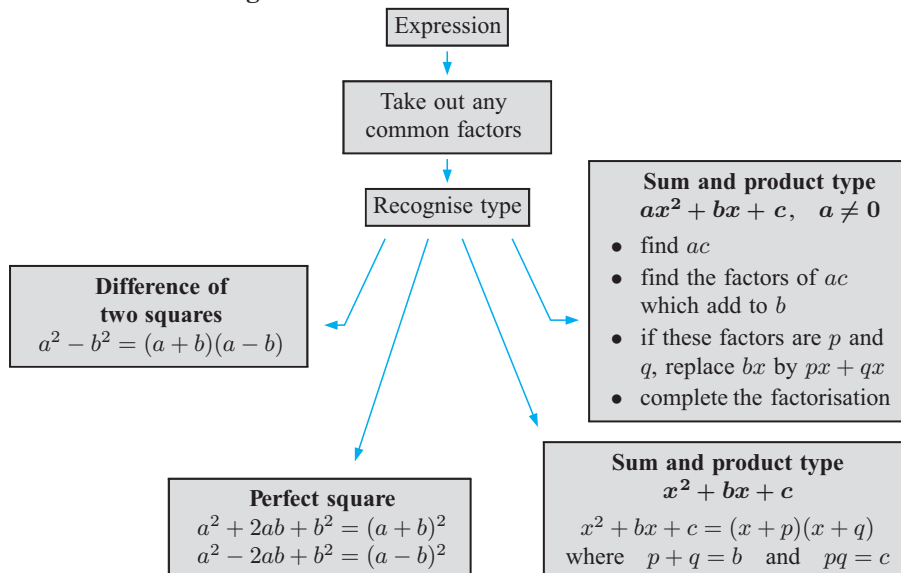 Expression
Take out any
common factors
Recognise type
Difference of
two squares
a² − b² = (a + b)(a − b)
Perfect square
a² + 2ab + b² = (a + b)²
a² − 2ab + b² = (a − b)²
Sum and product type
x² + bx + c
x² + bx + c = (x + p)(x + q)
where p + q = b and pq = c
Sum and product type
ax² + bx + c, a ≠ 0
• find ac
• find the factors of ac
which add to b
• if these factors are p and
q, replace bx by px + qx
• complete the factorisation